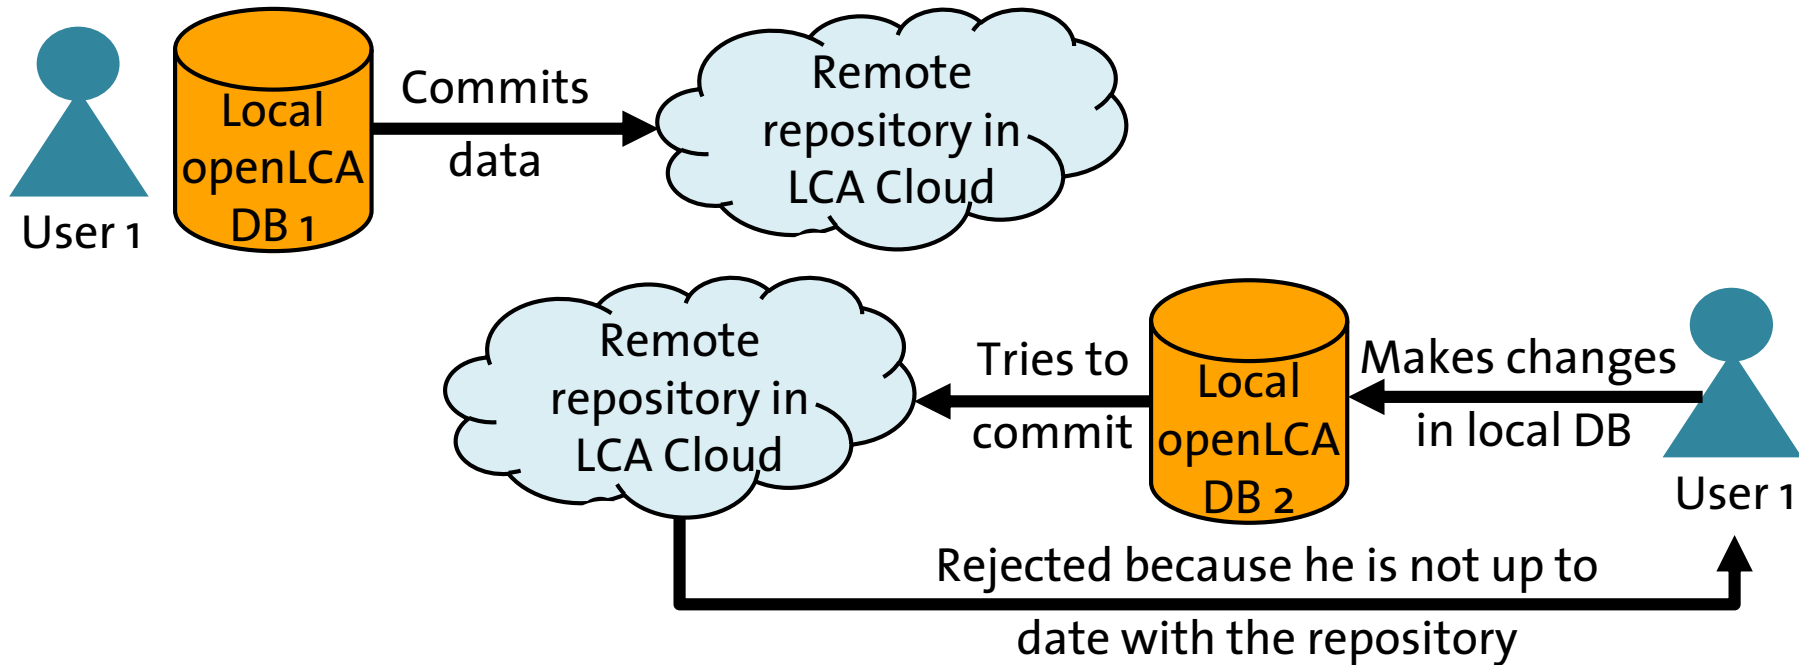 Commits
data
Local
openLCA
DB 1
User 1
Remote
repository in
LCA Cloud
Remote
repository in
LCA Cloud
Tries to
commit
Local
openLCA
DB 2
Makes changes
in local DB
User 1
Rejected because he is not up to
date with the repository